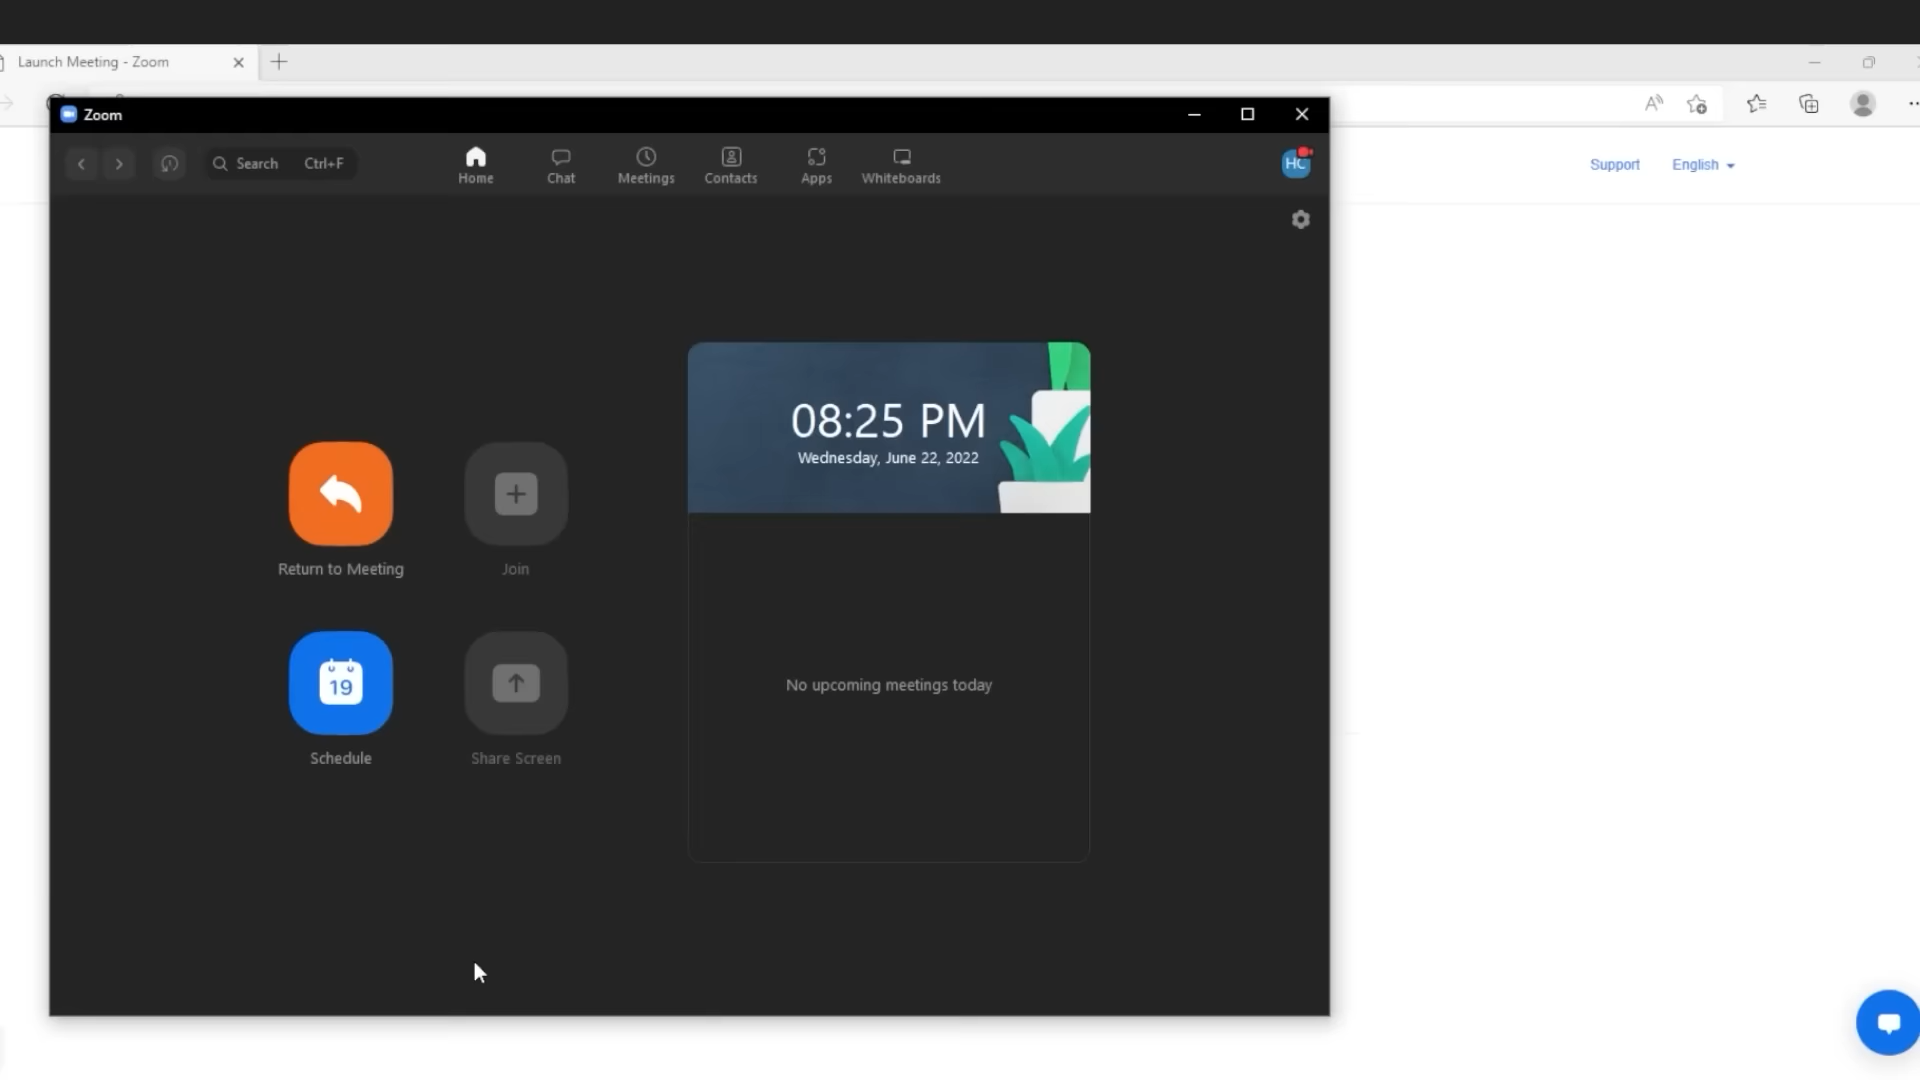 Launch Meeting - Zoom
Zoom
Search Ctrl+F
Home
Chat
Meetings
Contacts
Apps
Whiteboards
HC
Support
English
08:25 PM
Wednesday, June 22, 2022
Return to Meeting
Join
19
Schedule
Share Screen
No upcoming meetings today